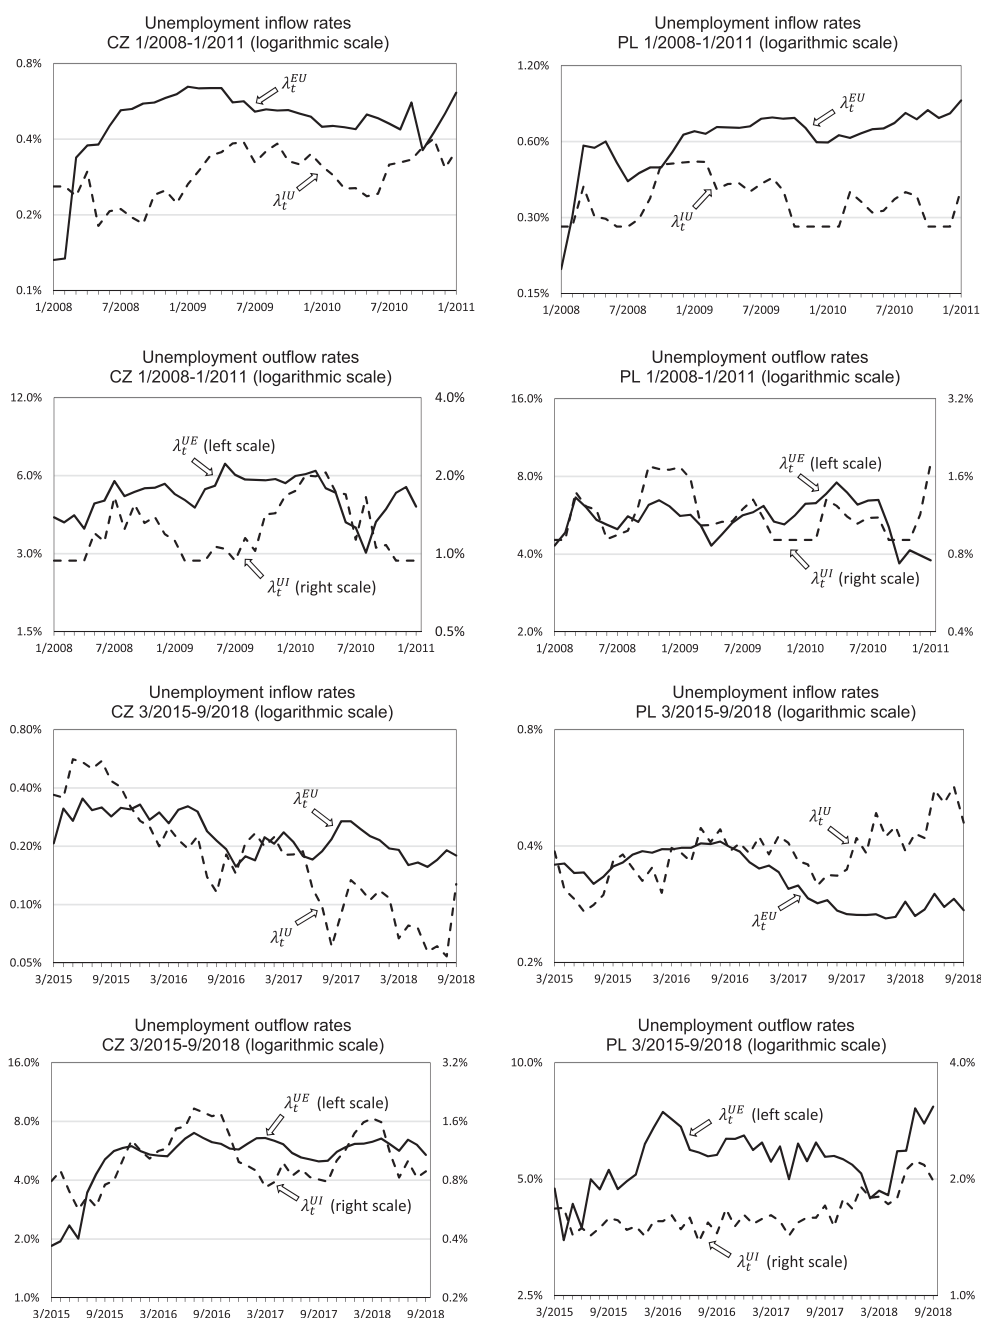 Unemployment inflow rates
CZ 1/2008-1/2011 (logarithmic scale)
0.8%
0.4%
0.2%
0.1%
λ_t^EU
λ_t^IU
1/2008 7/2008 1/2009 7/2009 1/2010 7/2010 1/2011
Unemployment inflow rates
PL 1/2008-1/2011 (logarithmic scale)
1.20%
0.60%
0.30%
0.15%
λ_t^EU
λ_t^IU
1/2008 7/2008 1/2009 7/2009 1/2010 7/2010 1/2011
Unemployment outflow rates
CZ 1/2008-1/2011 (logarithmic scale)
12.0% 4.0%
6.0% 2.0%
3.0% 1.0%
1.5% 0.5%
λ_t^UE (left scale)
λ_t^UI (right scale)
1/2008 7/2008 1/2009 7/2009 1/2010 7/2010 1/2011
Unemployment outflow rates
PL 1/2008-1/2011 (logarithmic scale)
16.0% 3.2%
8.0% 1.6%
4.0% 0.8%
2.0% 0.4%
λ_t^UE (left scale)
λ_t^UI (right scale)
1/2008 7/2008 1/2009 7/2009 1/2010 7/2010 1/2011
Unemployment inflow rates
CZ 3/2015-9/2018 (logarithmic scale)
0.80%
0.40%
0.20%
0.10%
0.05%
λ_t^EU
λ_t^IU
3/2015 9/2015 3/2016 9/2016 3/2017 9/2017 3/2018 9/2018
Unemployment inflow rates
PL 3/2015-9/2018 (logarithmic scale)
0.8%
0.4%
0.2%
λ_t^IU
λ_t^EU
3/2015 9/2015 3/2016 9/2016 3/2017 9/2017 3/2018 9/2018
Unemployment outflow rates
CZ 3/2015-9/2018 (logarithmic scale)
16.0% 3.2%
8.0% 1.6%
4.0% 0.8%
2.0% 0.4%
1.0% 0.2%
λ_t^UE (left scale)
λ_t^UI
(right scale)
3/2015 9/2015 3/2016 9/2016 3/2017 9/2017 3/2018 9/2018
Unemployment outflow rates
PL 3/2015-9/2018 (logarithmic scale)
10.0% 4.0%
5.0% 2.0%
2.5% 1.0%
λ_t^UE (left scale)
λ_t^UI (right scale)
3/2015 9/2015 3/2016 9/2016 3/2017 9/2017 3/2018 9/2018